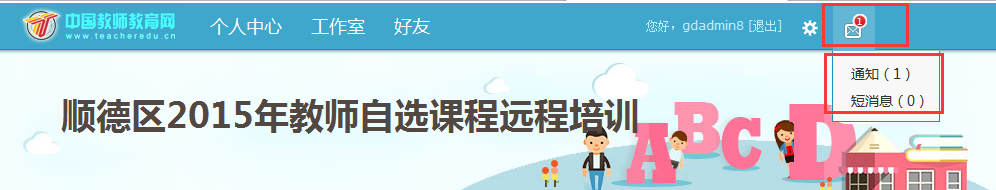 中国教师教育网
www.teacheredu.cn
个人中心 工作室 好友 您好，gdadmin8 [退出] 1
通知（1）
短消息（0）
顺德区2015年教师自选课程远程培训
ABCD